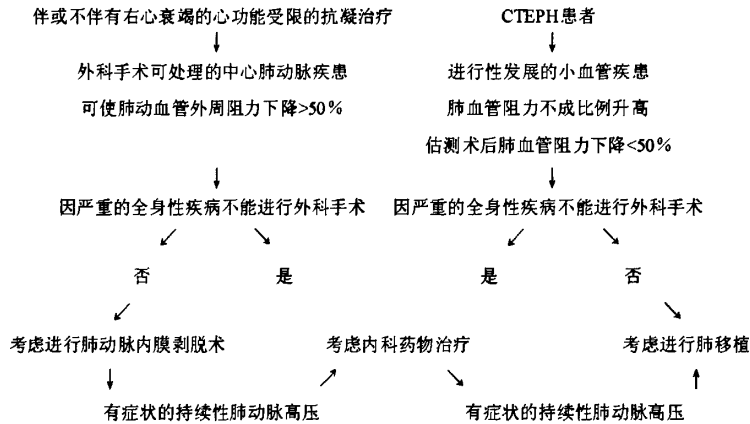 伴或不伴有右心衰竭的心功能受限的抗凝治疗
CTEPH患者
外科手术可处理的中心肺动脉疾患
进行性发展的小血管疾患
可使肺动血管外周阻力下降>50%
肺血管阻力不成比例升高
估测术后肺血管阻力下降<50%
因严重的全身性疾病不能进行外科手术
因严重的全身性疾病不能进行外科手术
否
是
是
否
考虑进行肺动脉内膜剥脱术
考虑内科药物治疗
考虑进行肺移植
有症状的持续性肺动脉高压
有症状的持续性肺动脉高压